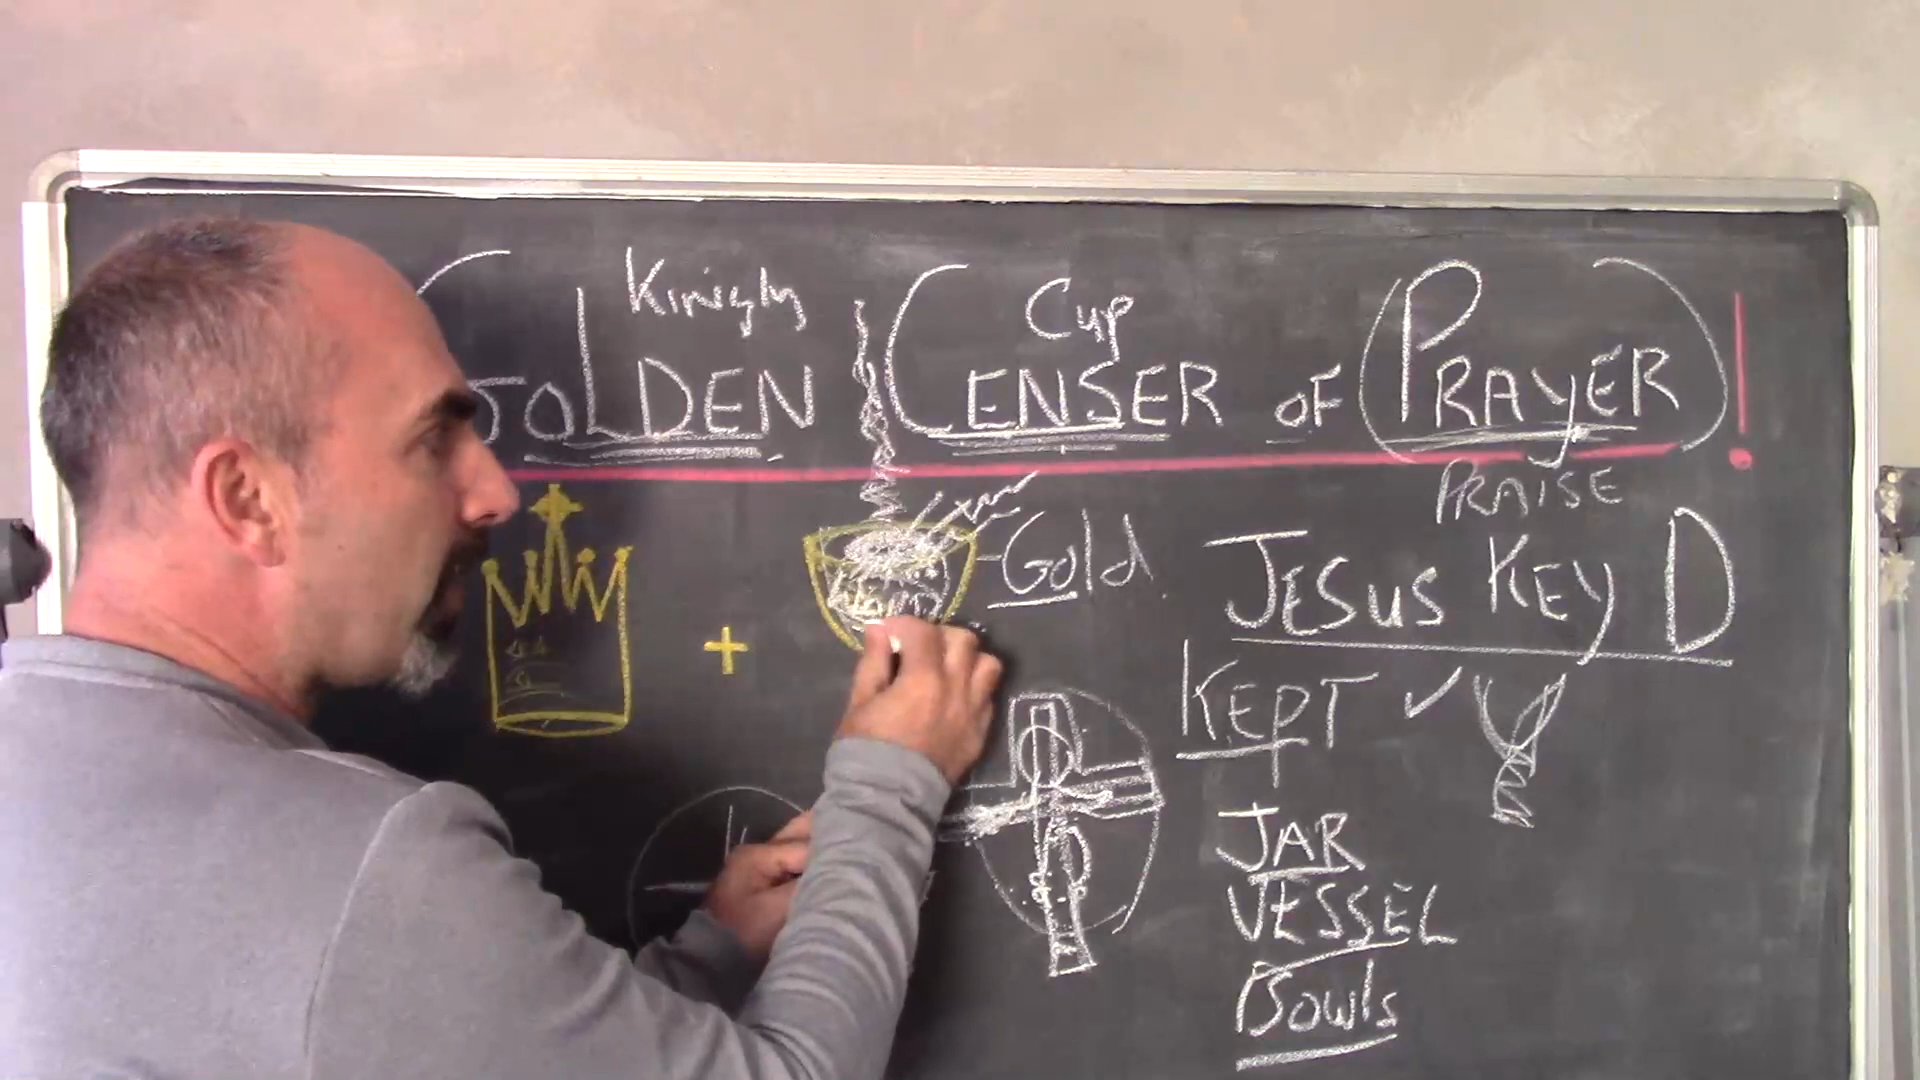 Kingly Cup
GOLDEN CENSER OF (PRAYER)!
PRAISE
+ Gold
JESUS KEY D
KEPT ✓
JAR
VESSEL
Bowls